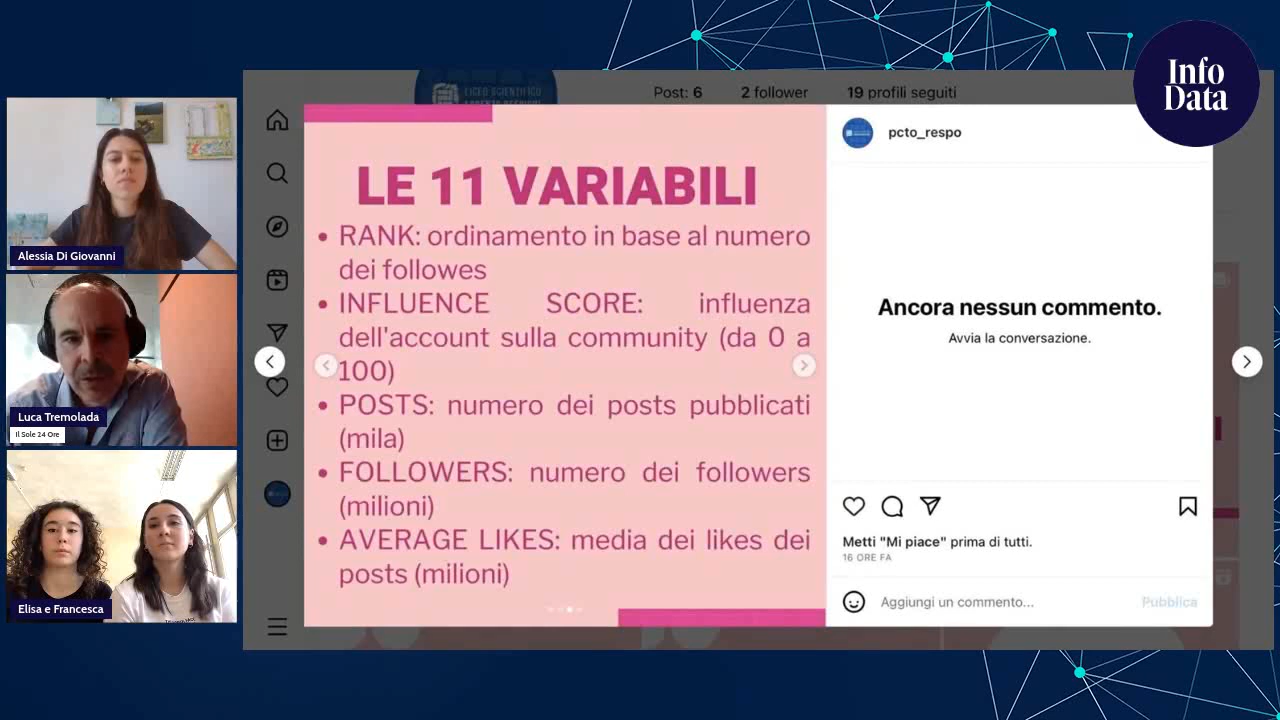 Info
Data
LICEO SCIENTIFICO
Post: 6 2 follower 19 profili seguiti
Alessia Di Giovanni
Luca Tremolada
Il Sole 24 Ore
Elisa e Francesca
LE 11 VARIABILI
• RANK: ordinamento in base al numero
dei followes
• INFLUENCE SCORE: influenza
dell'account sulla community (da 0 a
100)
• POSTS: numero dei posts pubblicati
(mila)
• FOLLOWERS: numero dei followers
(milioni)
• AVERAGE LIKES: media dei likes dei
posts (milioni)
pcto_respo
Ancora nessun commento.
Avvia la conversazione.
Metti "Mi piace" prima di tutti.
16 ORE FA
Aggiungi un commento... Pubblica